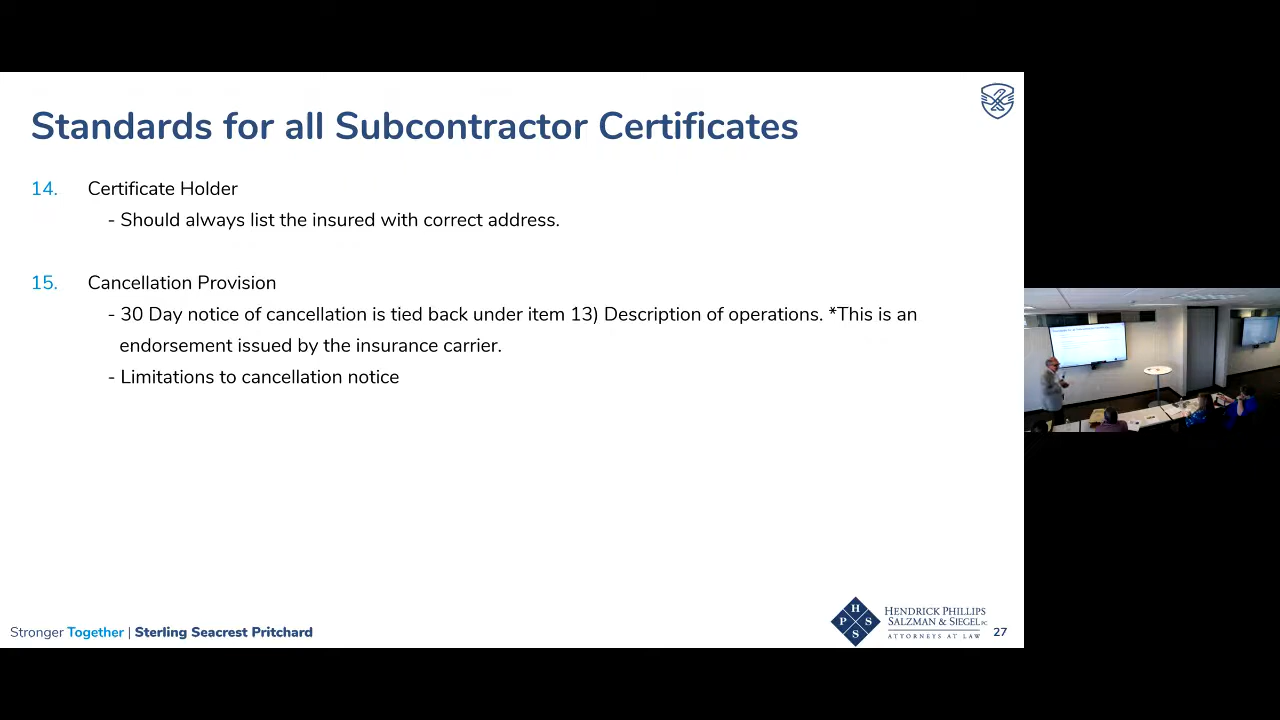 Standards for all Subcontractor Certificates
14. Certificate Holder
- Should always list the insured with correct address.
15. Cancellation Provision
- 30 Day notice of cancellation is tied back under item 13) Description of operations. *This is an
endorsement issued by the insurance carrier.
- Limitations to cancellation notice
Stronger Together | Sterling Seacrest Pritchard
H
P S
S
HENDRICK PHILLIPS
SALZMAN & SIEGEL PC
ATTORNEYS AT LAW
27